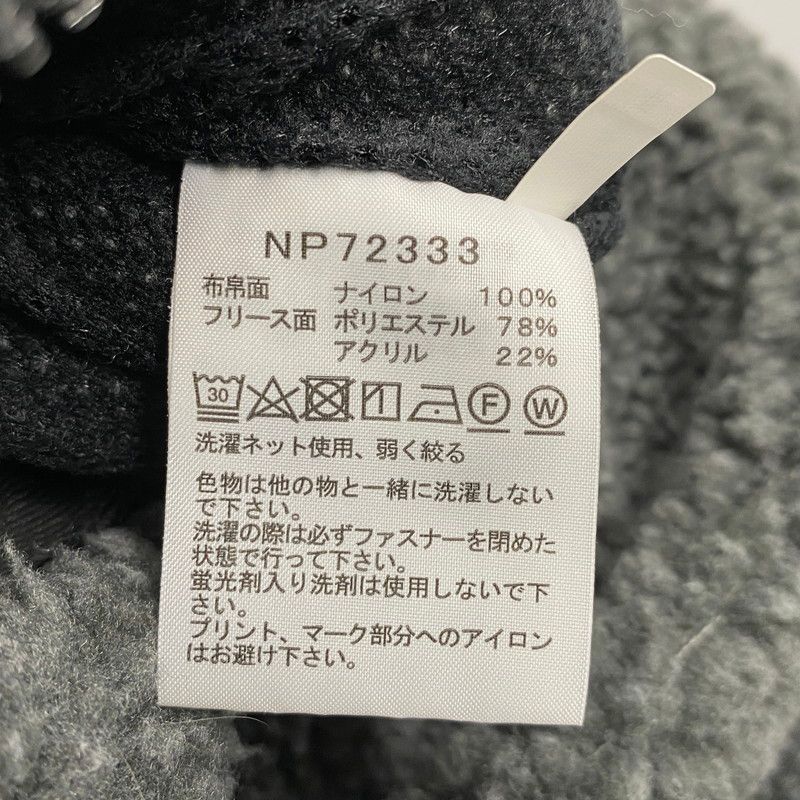 NP72333
布帛面 ナイロン 100%
フリース面 ポリエステル 78%
アクリル 22%
30 F W
洗濯ネット使用、弱く絞る
色物は他の物と一緒に洗濯しない
で下さい。
洗濯の際は必ずファスナーを閉めた
状態で行って下さい。
蛍光剤入り洗剤は使用しないで下
さい。
プリント、マーク部分へのアイロン
はお避け下さい。